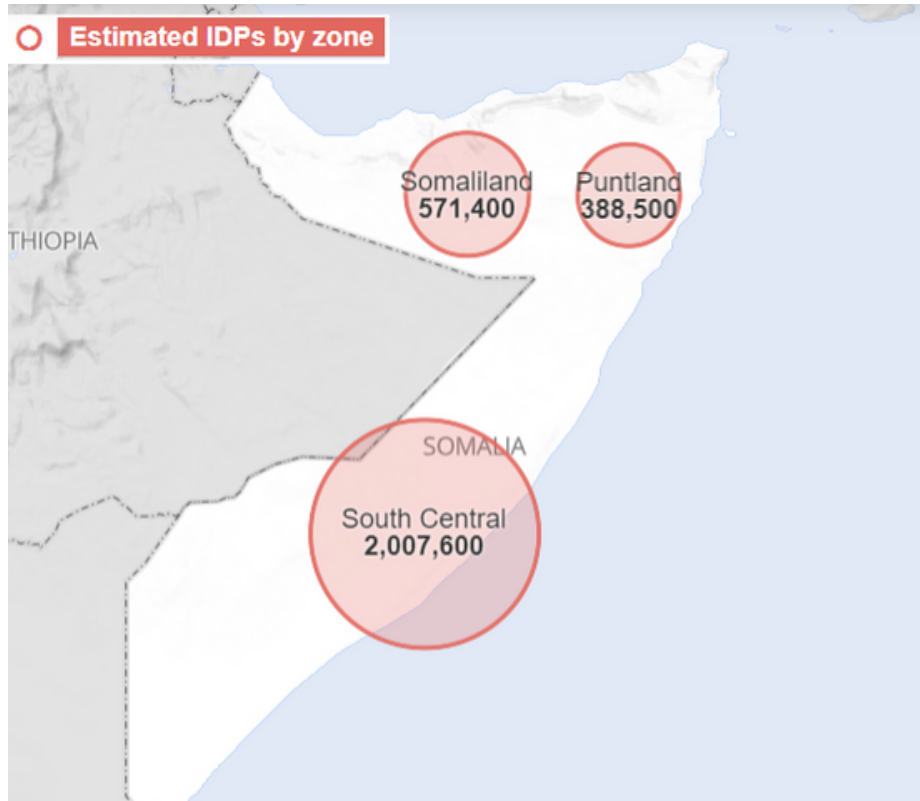 Estimated IDPs by zone
Somaliland
571,400
Puntland
388,500
THIOPIA
SOMALIA
South Central
2,007,600